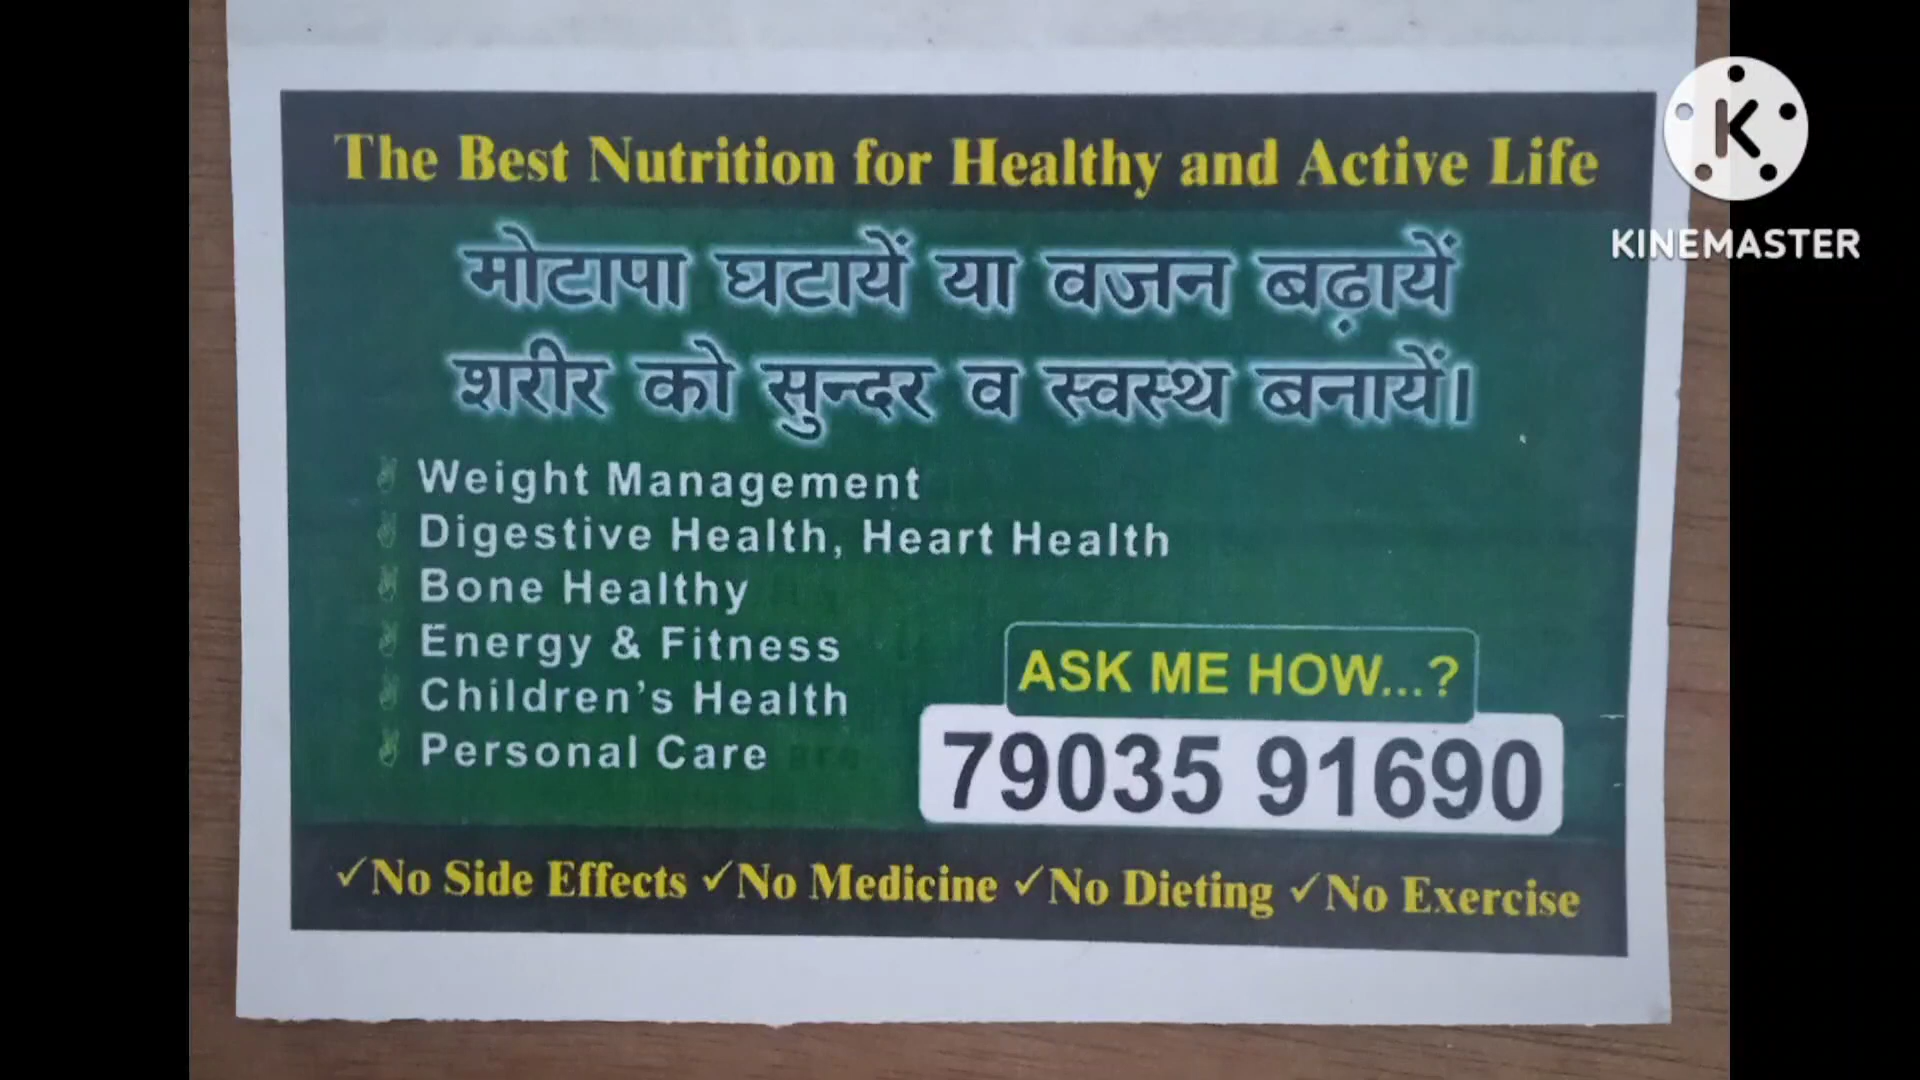 The Best Nutrition for Healthy and Active Life
मोटापा घटायें या वजन बढ़ायें
शरीर को सुन्दर व स्वस्थ बनायें।
Weight Management
Digestive Health, Heart Health
Bone Healthy
Energy & Fitness
Children's Health
Personal Care
ASK ME HOW...?
79035 91690
✓No Side Effects ✓No Medicine ✓No Dieting ✓No Exercise
K
KINEMASTER